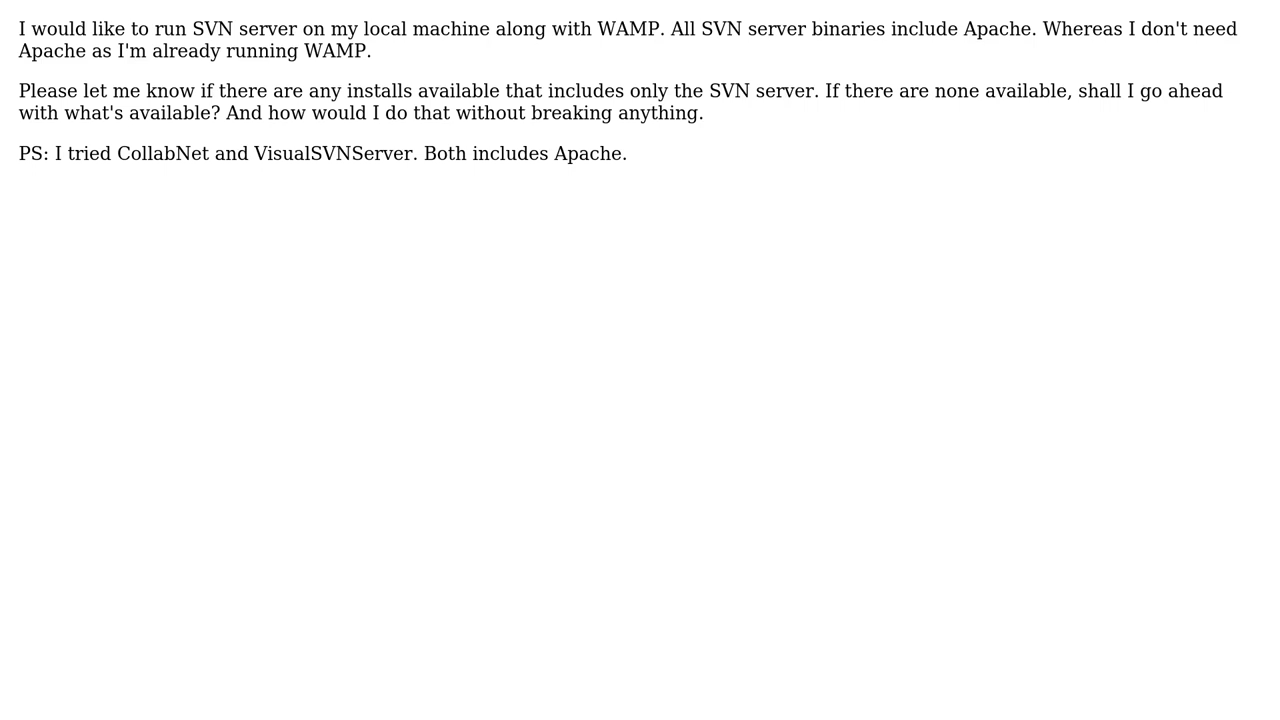 I would like to run SVN server on my local machine along with WAMP. All SVN server binaries include Apache. Whereas I don't need
Apache as I'm already running WAMP.
Please let me know if there are any installs available that includes only the SVN server. If there are none available, shall I go ahead
with what's available? And how would I do that without breaking anything.
PS: I tried CollabNet and VisualSVNServer. Both includes Apache.